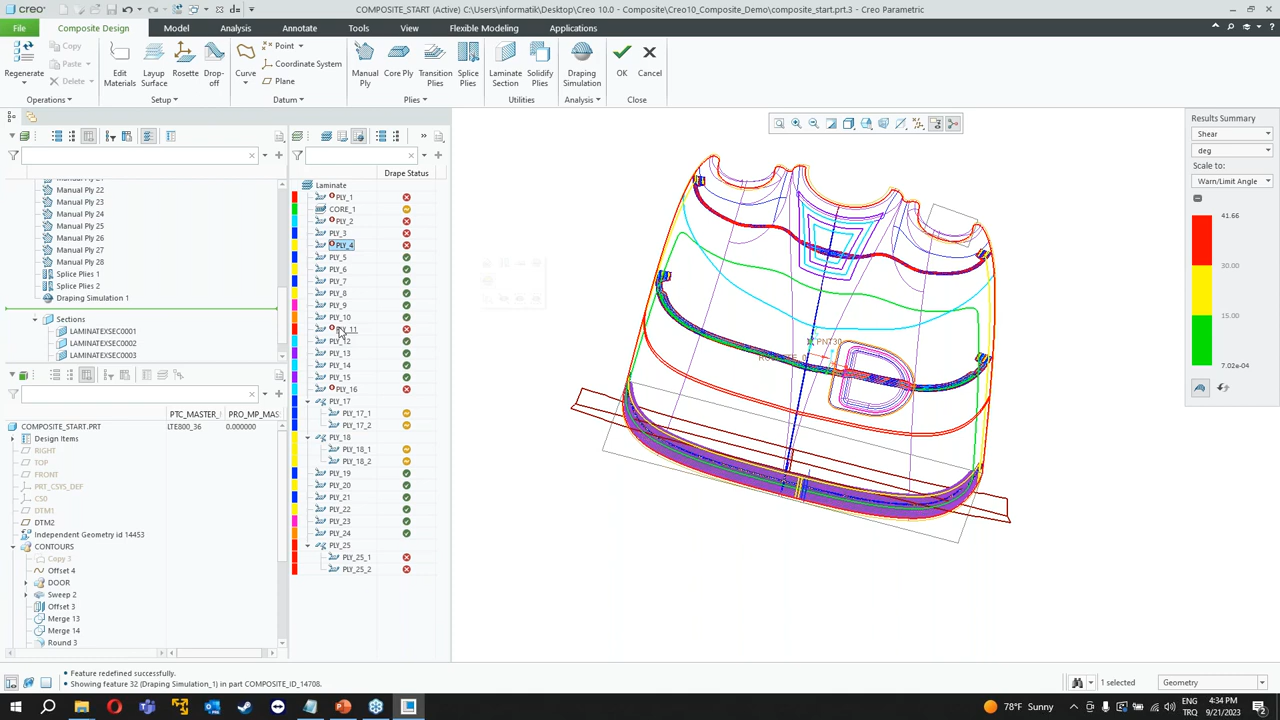 creo
COMPOSITE_START (Active) C:\Users\informatik\Desktop\Creo 10.0 - Composite\Creo10_Composite_Demo\composite_start.prt.3 - Creo Parametric
File
Composite Design
Model
Analysis
Annotate
Tools
View
Flexible Modeling
Applications
Regenerate
Copy
Paste
Delete
Operations
Edit Materials
Layup Surface
Rosette
Drop-off
Setup
Curve
Point
Coordinate System
Plane
Datum
Manual Ply
Core Ply
Transition Plies
Splice Plies
Plies
Laminate Section
Solidify Plies
Utilities
Draping Simulation
Analysis
OK
Cancel
Close
Manual Ply 22
Manual Ply 23
Manual Ply 24
Manual Ply 25
Manual Ply 26
Manual Ply 27
Manual Ply 28
Splice Plies 1
Splice Plies 2
Draping Simulation 1
Sections
LAMINATEXSEC0001
LAMINATEXSEC0002
LAMINATEXSEC0003
PTC_MASTER_
PRO_MP_MAS
COMPOSITE_START.PRT
LTE800_36
0.000000
Design Items
RIGHT
TOP
FRONT
PRT_CSYS_DEF
CS0
DTM1
DTM2
Independent Geometry id 14453
CONTOURS
Copy 3
Offset 4
DOOR
Sweep 2
Offset 3
Merge 13
Merge 14
Round 3
Drape Status
Laminate
PLY_1
CORE_1
PLY_2
PLY_3
PLY_4
PLY_5
PLY_6
PLY_7
PLY_8
PLY_9
PLY_10
PLY_11
PLY_12
PLY_13
PLY_14
PLY_15
PLY_16
PLY_17
PLY_17_1
PLY_17_2
PLY_18
PLY_18_1
PLY_18_2
PLY_19
PLY_20
PLY_21
PLY_22
PLY_23
PLY_24
PLY_25
PLY_25_1
PLY_25_2
Results Summary
Shear
deg
Scale to:
Warn/Limit Angle
41.66
30.00
15.00
7.02e-04
Feature redefined successfully.
Showing feature 32 (Draping Simulation_1) in part COMPOSITE_ID_14708.
1 selected
Geometry
78°F Sunny
ENG
TRQ
4:34 PM
9/21/2023